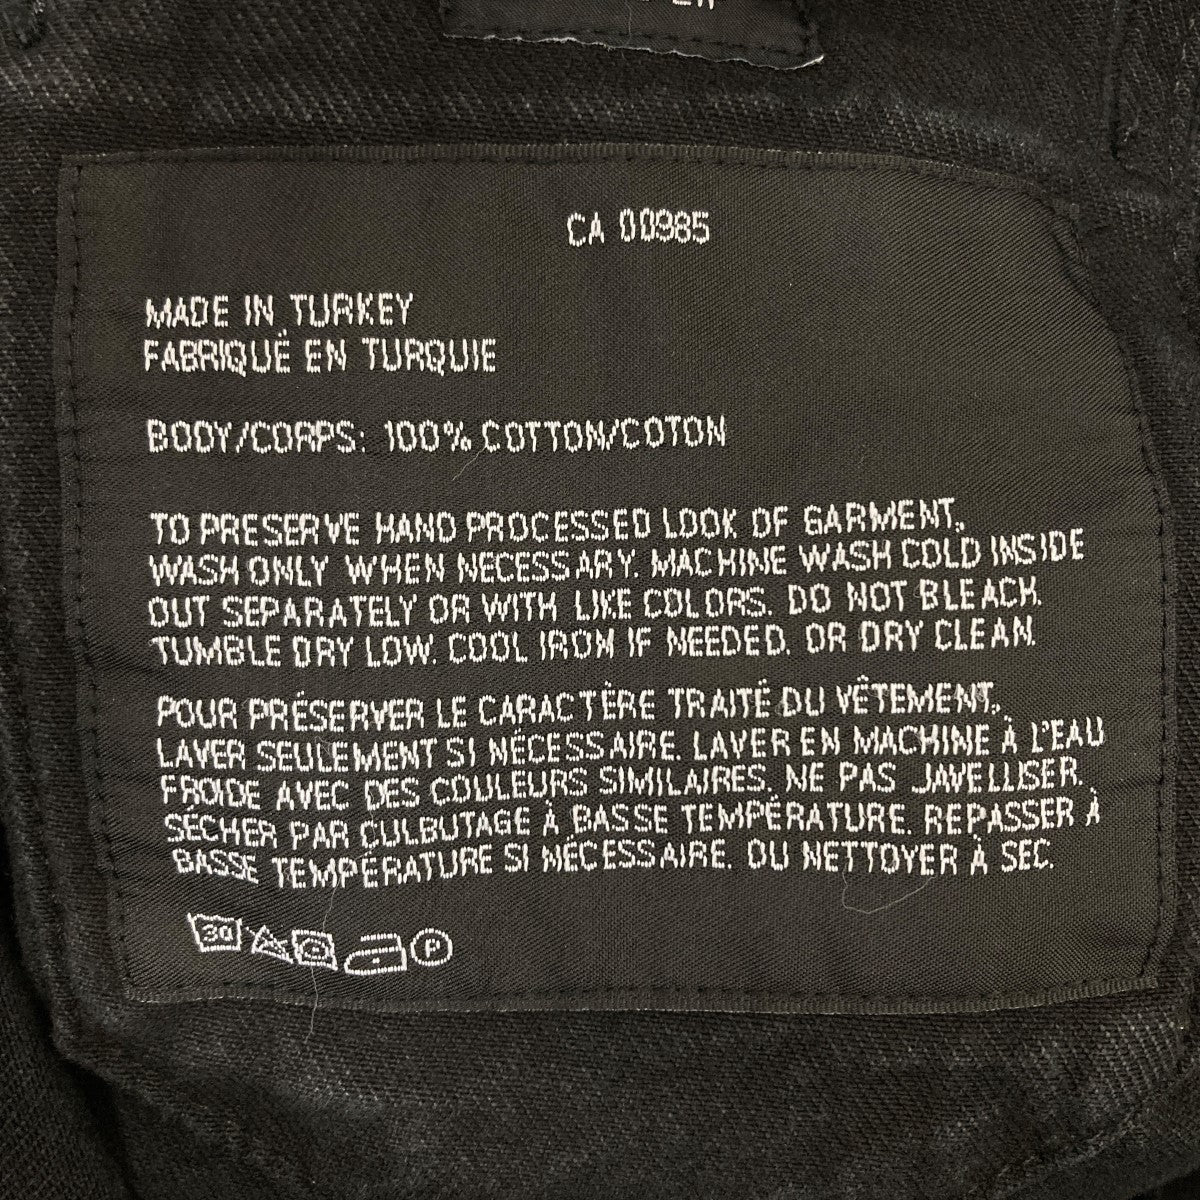 CA 00985
MADE IN TURKEY
FABRIQUÉ EN TURQUIE
BODY/CORPS: 100% COTTON/COTON
TO PRESERVE HAND PROCESSED LOOK OF GARMENT,
WASH ONLY WHEN NECESSARY. MACHINE WASH COLD INSIDE
OUT SEPARATELY OR WITH LIKE COLORS. DO NOT BLEACH.
TUMBLE DRY LOW. COOL IRON IF NEEDED. OR DRY CLEAN.
POUR PRÉSERVER LE CARACTÈRE TRAITÉ DU VÊTEMENT,
LAVER SEULEMENT SI NÉCESSAIRE. LAVER EN MACHINE À L'EAU
FROIDE AVEC DES COULEURS SIMILAIRES. NE PAS JAVELLISER.
SÉCHER PAR CULBUTAGE À BASSE TEMPÉRATURE. REPASSER À
BASSE TEMPÉRATURE SI NÉCESSAIRE. OU NETTOYER À SEC.
30 P